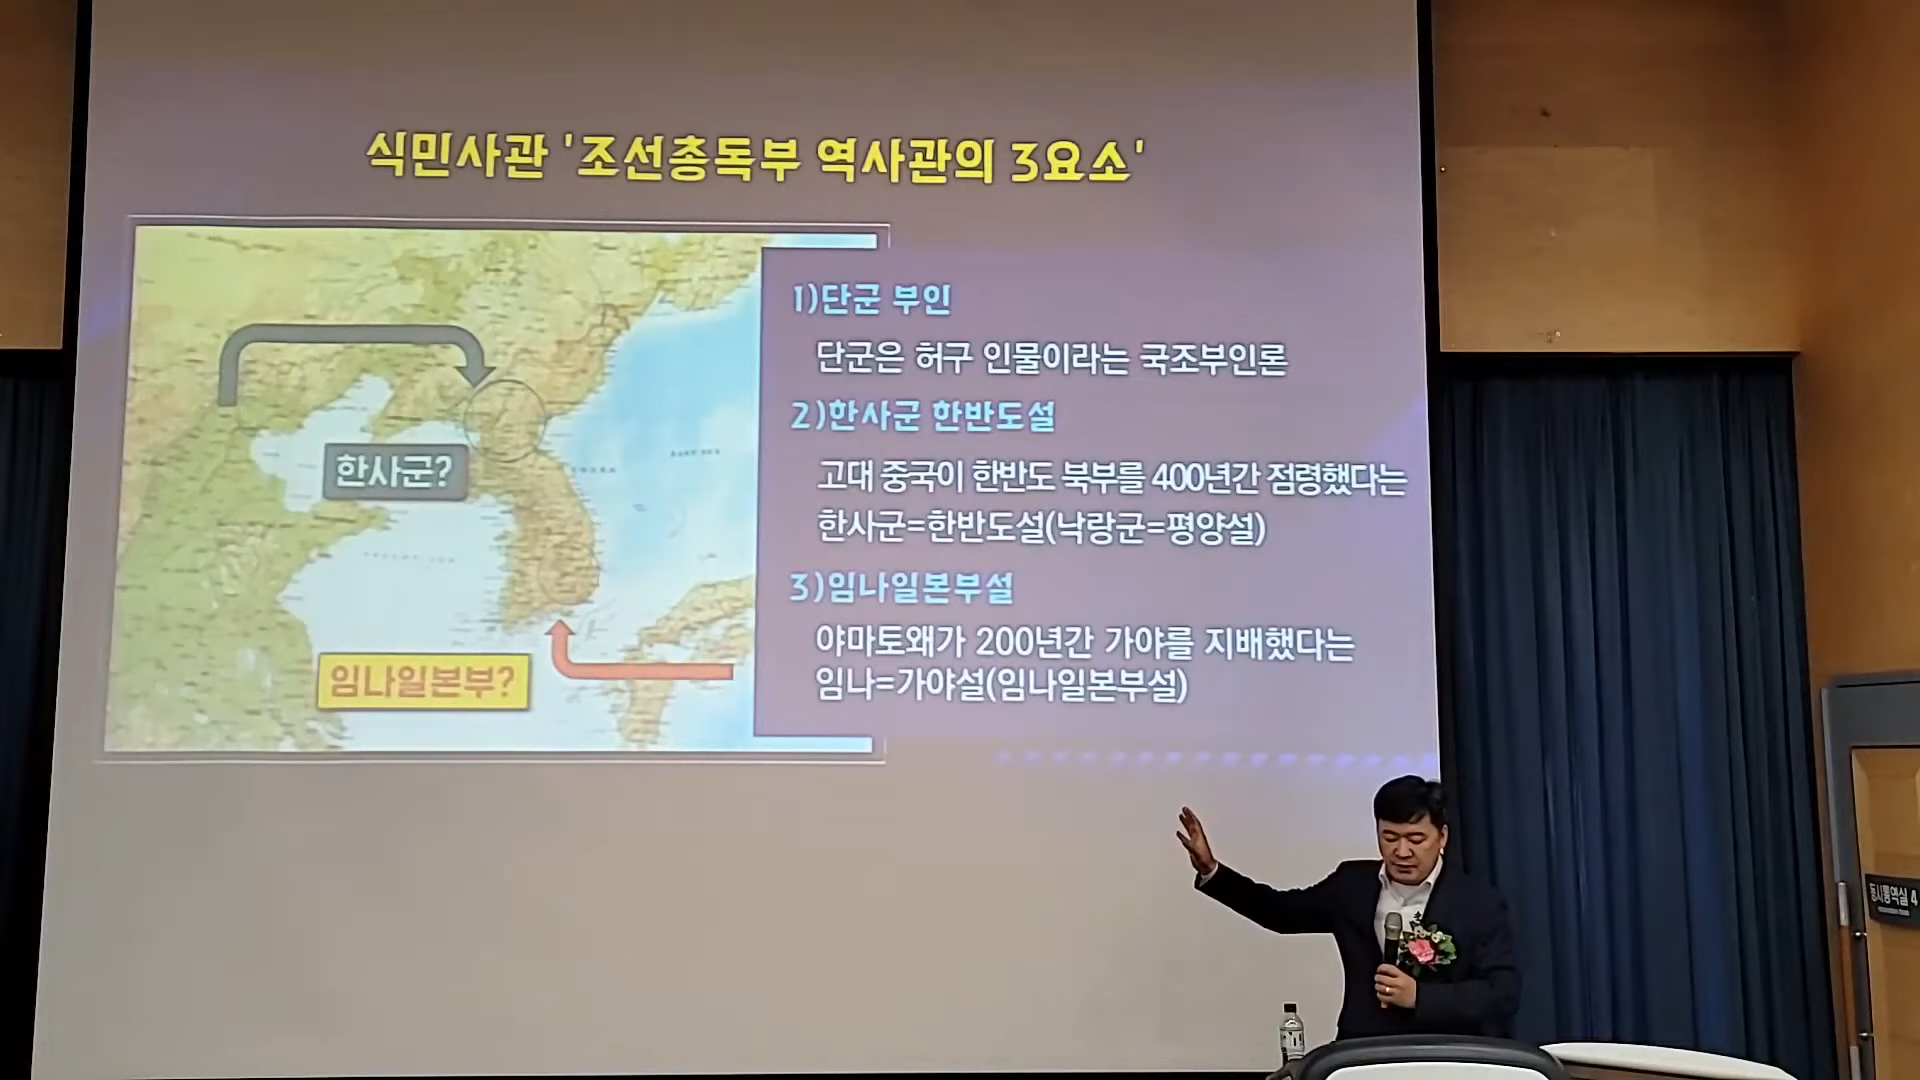 식민사관 '조선총독부 역사관의 3요소'
한사군?
임나일본부?
1)단군 부인
단군은 허구 인물이라는 국조부인론
2)한사군 한반도설
고대 중국이 한반도 북부를 400년간 점령했다는
한사군=한반도설(낙랑군=평양설)
3)임나일본부설
야마토왜가 200년간 가야를 지배했다는
임나=가야설(임나일본부설)
동시통역실 4